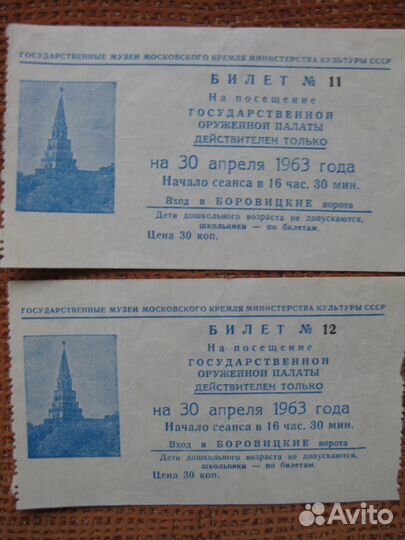 ГОСУДАРСТВЕННЫЕ МУЗЕИ МОСКОВСКОГО КРЕМЛЯ МИНИСТЕРСТВА КУЛЬТУРЫ СССР
БИЛЕТ № 11
На посещение
ГОСУДАРСТВЕННОЙ
ОРУЖЕЙНОЙ ПАЛАТЫ
ДЕЙСТВИТЕЛЕН ТОЛЬКО
на 30 апреля 1963 года
Начало сеанса в 16 час. 30 мин.
Вход в БОРОВИЦКИЕ ворота
Дети дошкольного возраста не допускаются,
школьники — по билетам.
Цена 30 коп.
ГОСУДАРСТВЕННЫЕ МУЗЕИ МОСКОВСКОГО КРЕМЛЯ МИНИСТЕРСТВА КУЛЬТУРЫ СССР
БИЛЕТ № 12
На посещение
ГОСУДАРСТВЕННОЙ
ОРУЖЕЙНОЙ ПАЛАТЫ
ДЕЙСТВИТЕЛЕН ТОЛЬКО
на 30 апреля 1963 года
Начало сеанса в 16 час. 30 мин.
Вход в БОРОВИЦКИЕ ворота
Дети дошкольного возраста не допускаются,
школьники — по билетам.
Цена 30 коп.
Avito